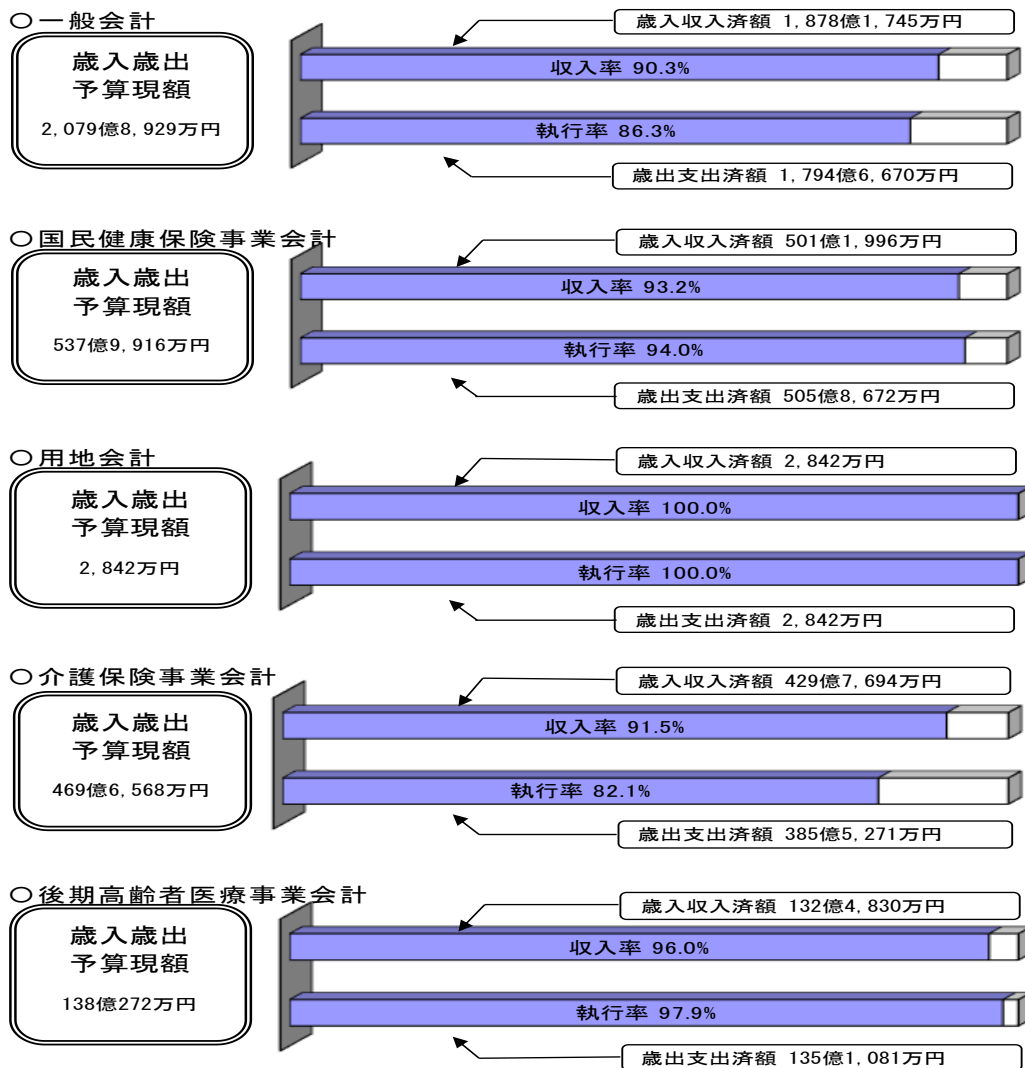 ○一般会計
歳入歳出
予算現額
2,079億8,929万円
歳入収入済額 1,878億1,745万円
収入率 90.3%
執行率 86.3%
歳出支出済額 1,794億6,670万円
○国民健康保険事業会計
歳入歳出
予算現額
537億9,916万円
歳入収入済額 501億1,996万円
収入率 93.2%
執行率 94.0%
歳出支出済額 505億8,672万円
○用地会計
歳入歳出
予算現額
2,842万円
歳入収入済額 2,842万円
収入率 100.0%
執行率 100.0%
歳出支出済額 2,842万円
○介護保険事業会計
歳入歳出
予算現額
469億6,568万円
歳入収入済額 429億7,694万円
収入率 91.5%
執行率 82.1%
歳出支出済額 385億5,271万円
○後期高齢者医療事業会計
歳入歳出
予算現額
138億272万円
歳入収入済額 132億4,830万円
収入率 96.0%
執行率 97.9%
歳出支出済額 135億1,081万円